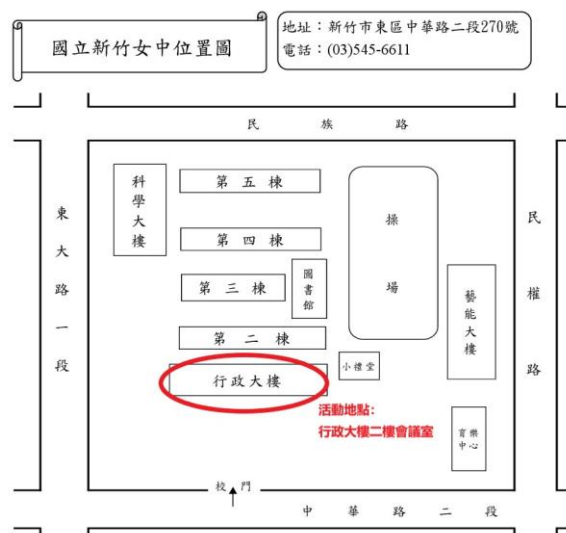 國立新竹女中位置圖
地址：新竹市東區中華路二段270號
電話：(03)545-6611
民族路
科學大樓
第五棟
操場
東大路一段
第四棟
民權路
圖書館
第三棟
藝能大樓
第二棟
小禮堂
行政大樓
活動地點：
行政大樓二樓會議室
育樂
中心
校門
中華路二段